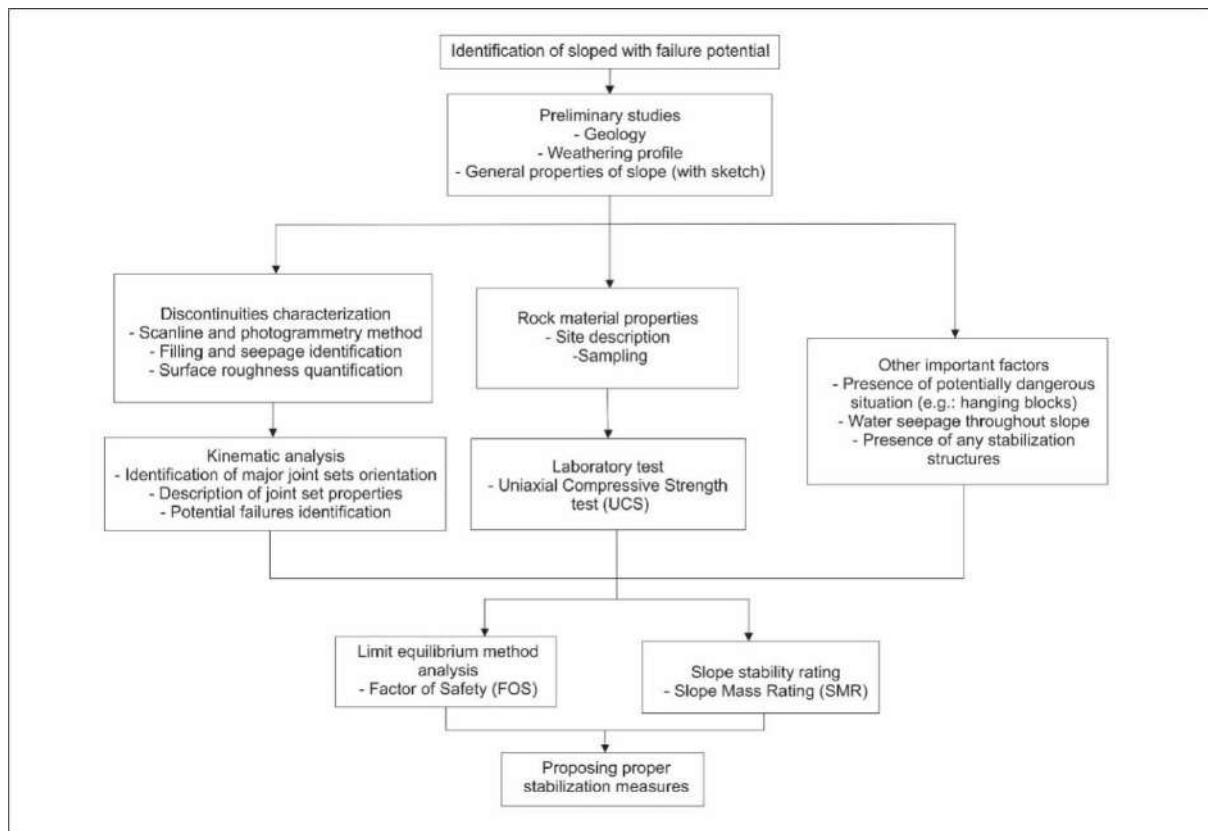 Identification of sloped with failure potential
Preliminary studies
- Geology
- Weathering profile
- General properties of slope (with sketch)
Discontinuities characterization
- Scanline and photogrammetry method
- Filling and seepage identification
- Surface roughness quantification
Rock material properties
- Site description
-Sampling
Other important factors
- Presence of potentially dangerous
situation (e.g.: hanging blocks)
- Water seepage throughout slope
- Presence of any stabilization
structures
Kinematic analysis
- Identification of major joint sets orientation
- Description of joint set properties
- Potential failures identification
Laboratory test
- Uniaxial Compressive Strength
test (UCS)
Limit equilibrium method
analysis
- Factor of Safety (FOS)
Slope stability rating
- Slope Mass Rating (SMR)
Proposing proper
stabilization measures